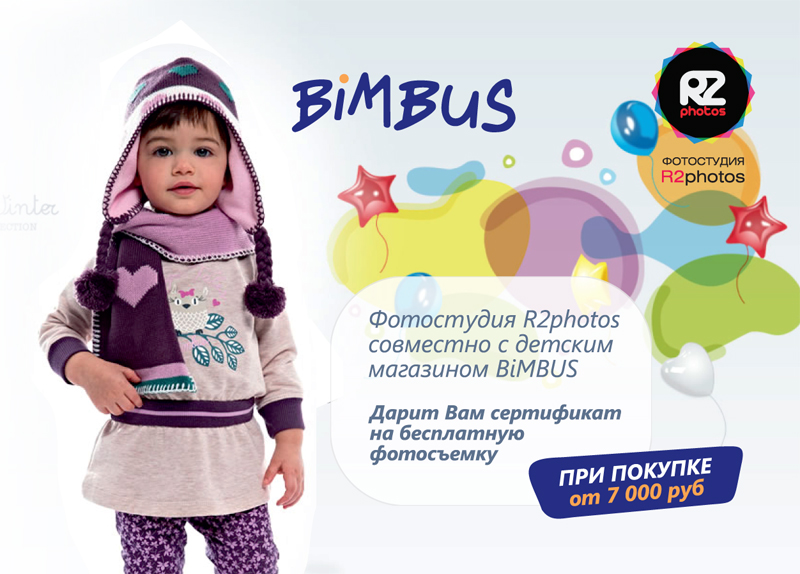 BiMBUS
R2
photos
ФОТОСТУДИЯ
R2photos
Winter
Фотостудия R2photos
совместно с детским
магазином BiMBUS
Дарит Вам сертификат
на бесплатную
фотосъемку
ПРИ ПОКУПКЕ
от 7 000 руб